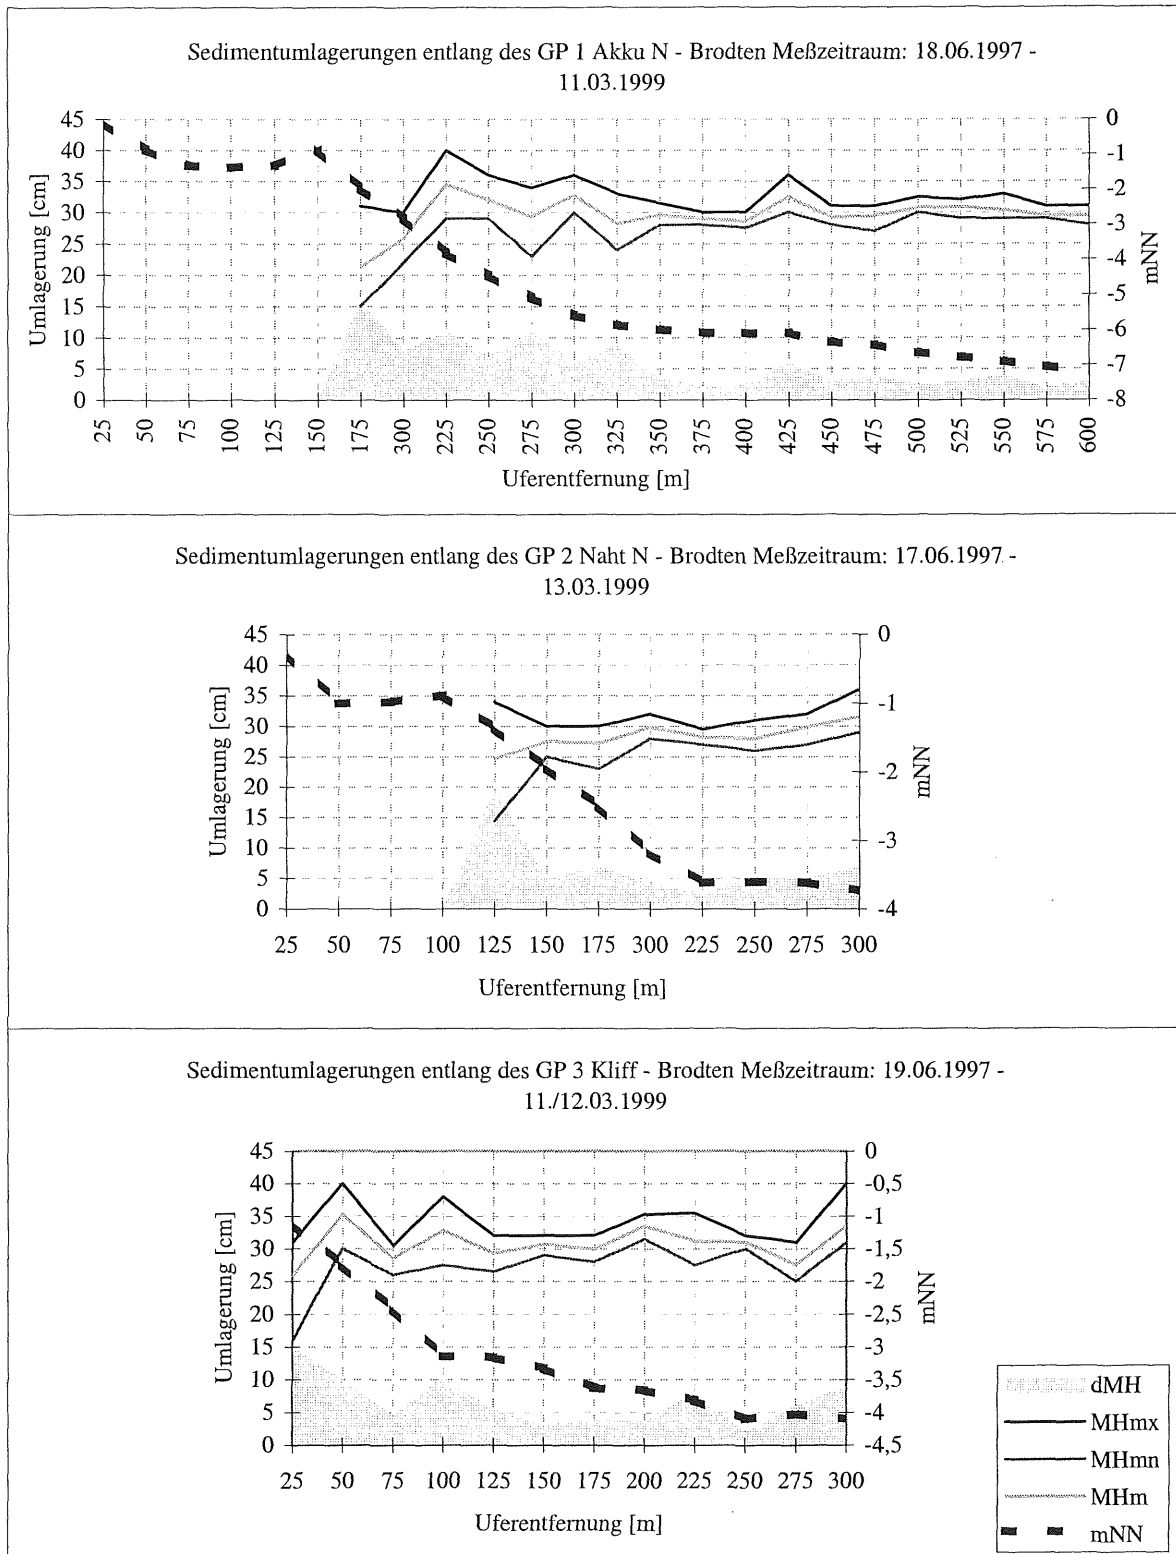 Sedimentumlagerungen entlang des GP 1 Akku N - Brodten Meßzeitraum: 18.06.1997 -
11.03.1999
45
40
35
30
25
20
15
10
5
0
Umlagerung [cm]
0
-1
-2
-3
-4
-5
-6
-7
-8
mNN
25 50 75 100 125 150 175 300 225 250 275 300 325 350 375 400 425 450 475 500 525 550 575 600
Uferentfernung [m]
Sedimentumlagerungen entlang des GP 2 Naht N - Brodten Meßzeitraum: 17.06.1997 -
13.03.1999
45
40
35
30
25
20
15
10
5
0
Umlagerung [cm]
0
-1
-2
-3
-4
mNN
25 50 75 100 125 150 175 300 225 250 275 300
Uferentfernung [m]
Sedimentumlagerungen entlang des GP 3 Kliff - Brodten Meßzeitraum: 19.06.1997 -
11./12.03.1999
45
40
35
30
25
20
15
10
5
0
Umlagerung [cm]
0
-0,5
-1
-1,5
-2
-2,5
-3
-3,5
-4
-4,5
mNN
25 50 75 100 125 150 175 200 225 250 275 300
Uferentfernung [m]
dMH
MHmx
MHmn
MHm
mNN